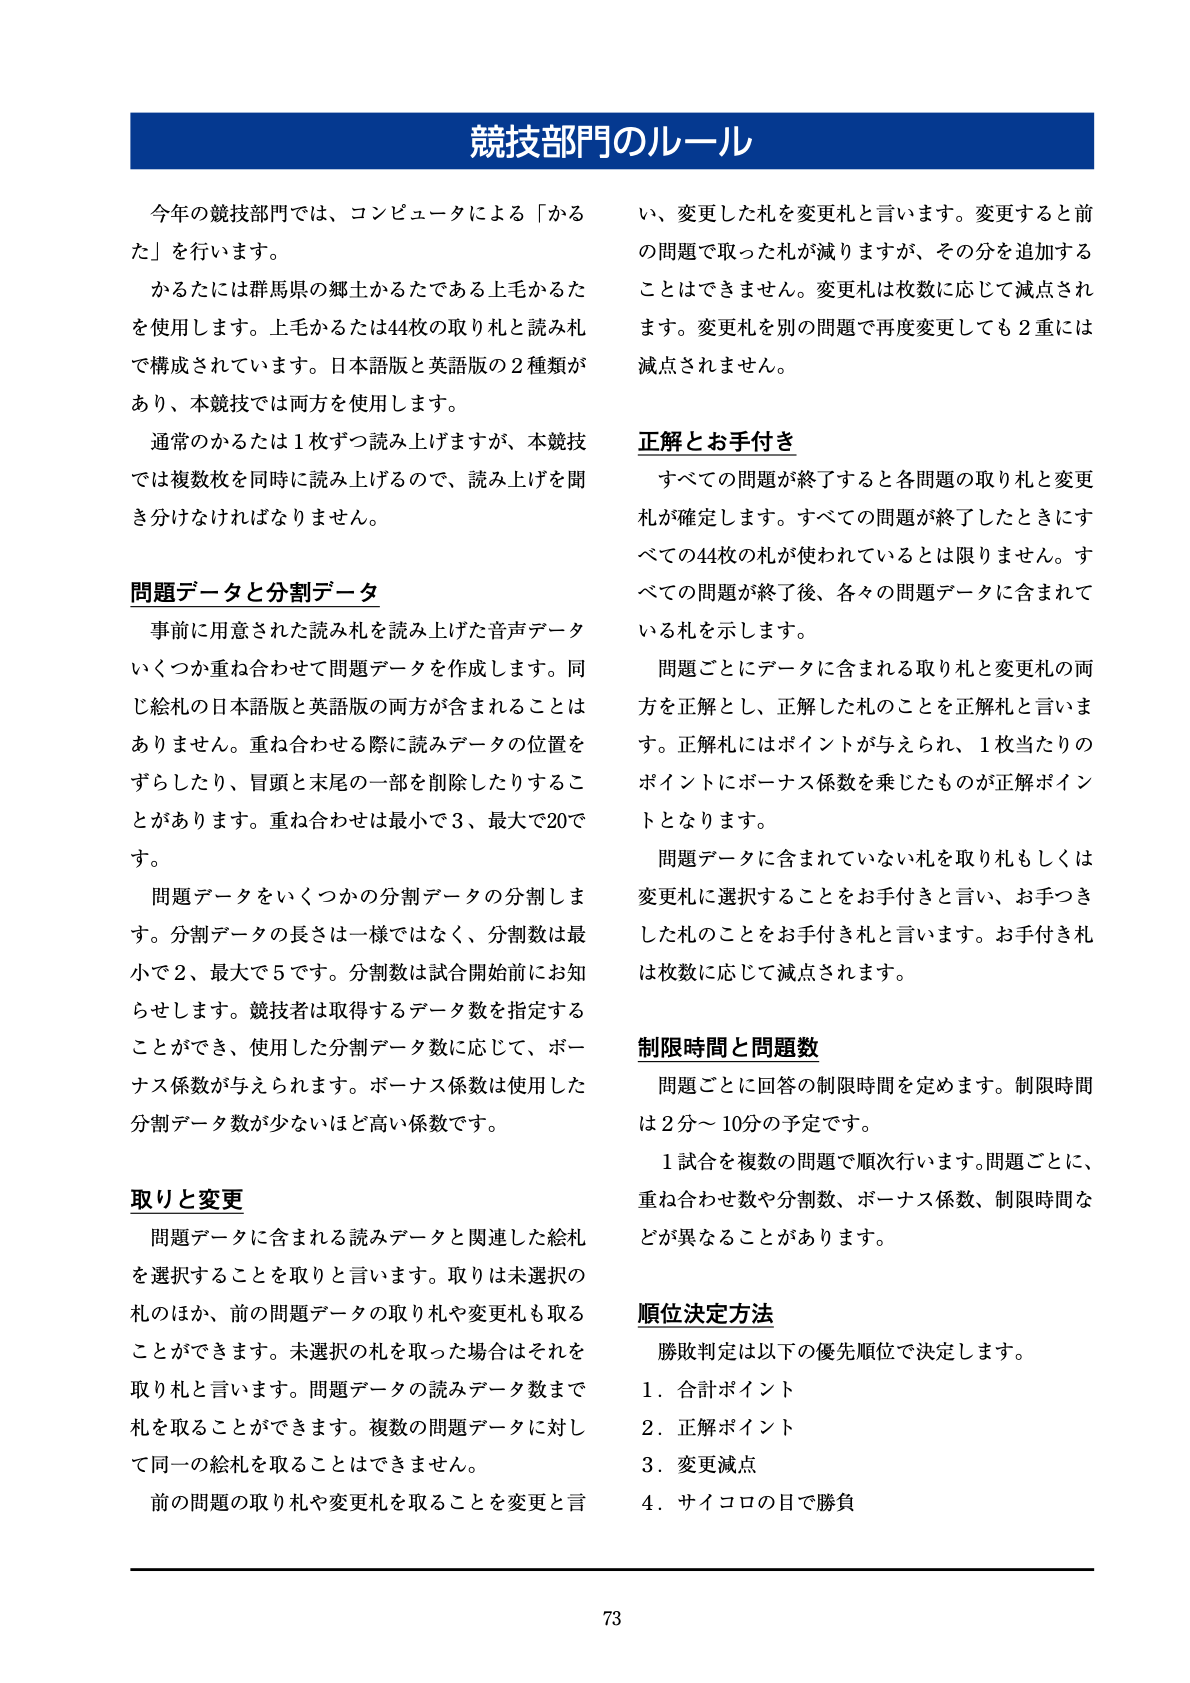 競技部門のルール
　今年の競技部門では、コンピュータによる「かる
た」を行います。
　かるたには群馬県の郷土かるたである上毛かるた
を使用します。上毛かるたは44枚の取り札と読み札
で構成されています。日本語版と英語版の２種類が
あり、本競技では両方を使用します。
　通常のかるたは１枚ずつ読み上げますが、本競技
では複数枚を同時に読み上げるので、読み上げを聞
き分けなければなりません。
問題データと分割データ
　事前に用意された読み札を読み上げた音声データ
いくつか重ね合わせて問題データを作成します。同
じ絵札の日本語版と英語版の両方が含まれることは
ありません。重ね合わせる際に読みデータの位置を
ずらしたり、冒頭と末尾の一部を削除したりするこ
とがあります。重ね合わせは最小で３、最大で20で
す。
　問題データをいくつかの分割データの分割しま
す。分割データの長さは一様ではなく、分割数は最
小で２、最大で５です。分割数は試合開始前にお知
らせします。競技者は取得するデータ数を指定する
ことができ、使用した分割データ数に応じて、ボー
ナス係数が与えられます。ボーナス係数は使用した
分割データ数が少ないほど高い係数です。
取りと変更
　問題データに含まれる読みデータと関連した絵札
を選択することを取りと言います。取りは未選択の
札のほか、前の問題データの取り札や変更札も取る
ことができます。未選択の札を取った場合はそれを
取り札と言います。問題データの読みデータ数まで
札を取ることができます。複数の問題データに対し
て同一の絵札を取ることはできません。
　前の問題の取り札や変更札を取ることを変更と言
い、変更した札を変更札と言います。変更すると前
の問題で取った札が減りますが、その分を追加する
ことはできません。変更札は枚数に応じて減点され
ます。変更札を別の問題で再度変更しても２重には
減点されません。
正解とお手付き
　すべての問題が終了すると各問題の取り札と変更
札が確定します。すべての問題が終了したときにす
べての44枚の札が使われているとは限りません。す
べての問題が終了後、各々の問題データに含まれて
いる札を示します。
　問題ごとにデータに含まれる取り札と変更札の両
方を正解とし、正解した札のことを正解札と言いま
す。正解札にはポイントが与えられ、１枚当たりの
ポイントにボーナス係数を乗じたものが正解ポイン
トとなります。
　問題データに含まれていない札を取り札もしくは
変更札に選択することをお手付きと言い、お手つき
した札のことをお手付き札と言います。お手付き札
は枚数に応じて減点されます。
制限時間と問題数
　問題ごとに回答の制限時間を定めます。制限時間
は２分～10分の予定です。
　１試合を複数の問題で順次行います。問題ごとに、
重ね合わせ数や分割数、ボーナス係数、制限時間な
どが異なることがあります。
順位決定方法
　勝敗判定は以下の優先順位で決定します。
１．合計ポイント
２．正解ポイント
３．変更減点
４．サイコロの目で勝負
73